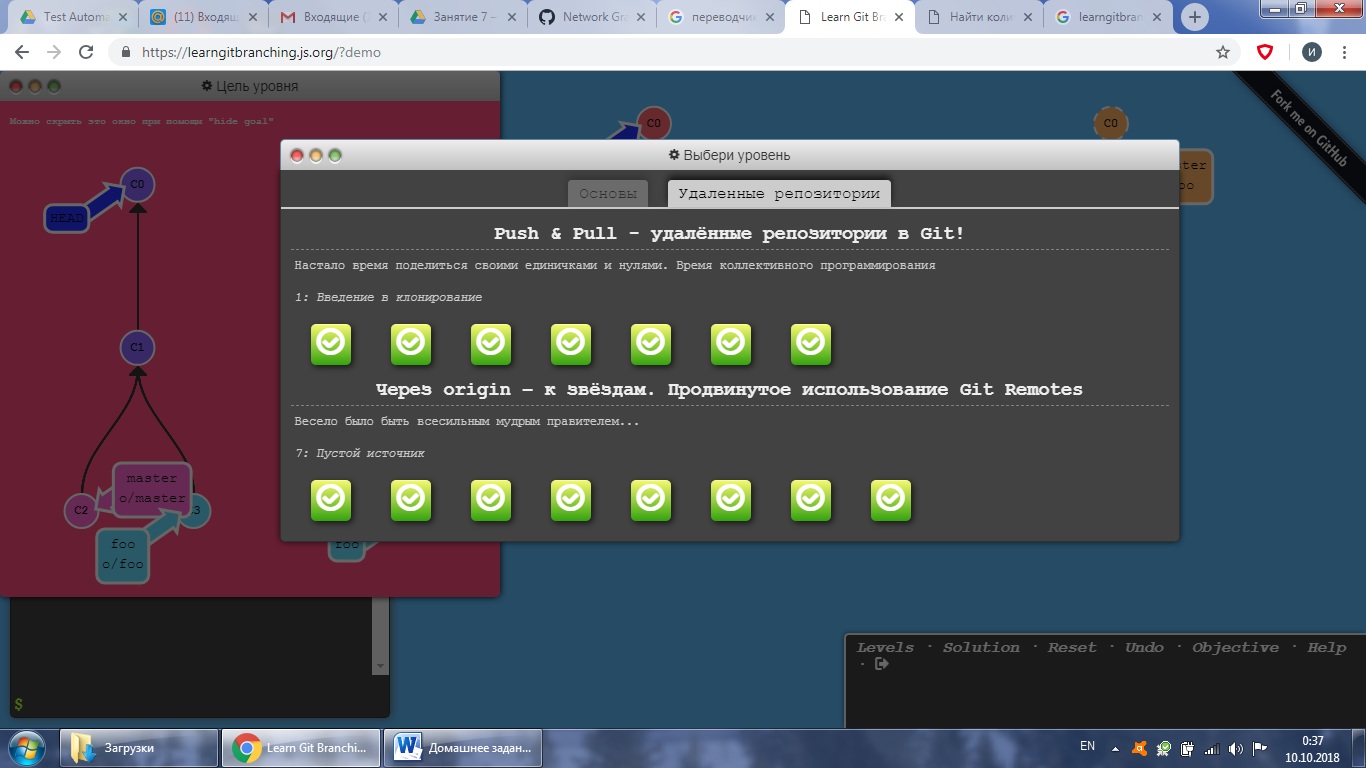 Test Automa
(11) Входящ
Входящие (
Занятие 7 –
Network Gra
переводчик
Learn Git Bra
Найти коли
learngitbran
https://learngitbranching.js.org/?demo
И
Цель уровня
Можно скрыть это окно при помощи "hide goal"
C0
HEAD
C1
master
o/master
C2
3
foo
o/foo
foo
C0
C0
ter
oo
Fork me on GitHub
Выбери уровень
Основы
Удаленные репозитории
Push & Pull - удалённые репозитории в Git!
Настало время поделиться своими единичками и нулями. Время коллективного программирования
1: Введение в клонирование
Через origin – к звёздам. Продвинутое использование Git Remotes
Весело было быть всесильным мудрым правителем...
7: Пустой источник
$
Levels · Solution · Reset · Undo · Objective · Help
·
Загрузки
Learn Git Branchi...
Домашнее задан...
EN
0:37
10.10.2018